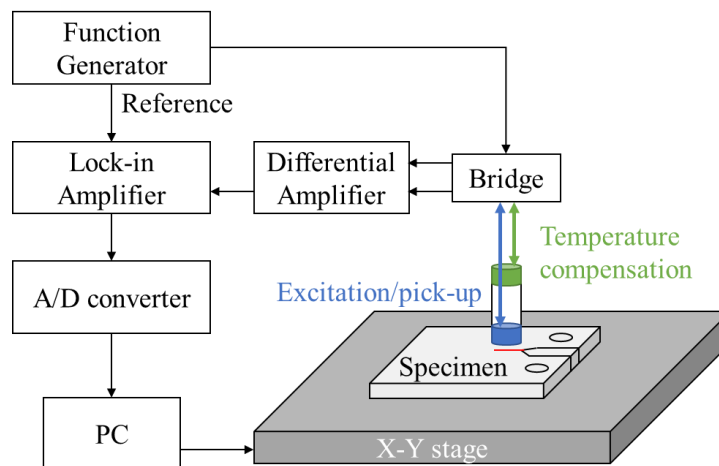 Function
Generator
Reference
Lock-in
Amplifier
Differential
Amplifier
Bridge
Temperature
compensation
A/D converter
Excitation/pick-up
Specimen
PC
X-Y stage